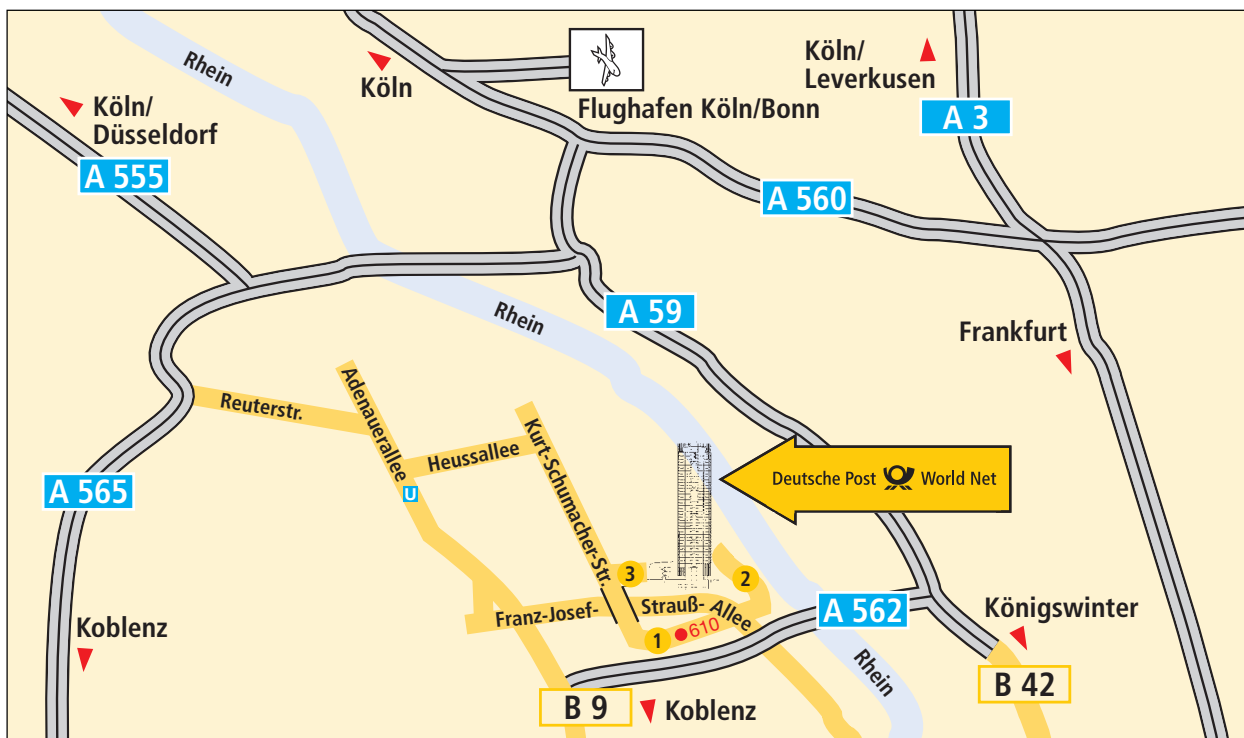 Rhein
Köln
Flughafen Köln/Bonn
Köln/
Leverkusen
A 3
Köln/
Düsseldorf
A 555
A 560
Rhein
A 59
Frankfurt
Reuterstr.
Adenauerallee
Heussallee
Kurt-Schumacher-Str.
U
A 565
Deutsche Post World Net
3
2
Franz-Josef-
Strauß-
Allee
1
610
A 562
Königswinter
Koblenz
Rhein
B 42
B 9
Koblenz